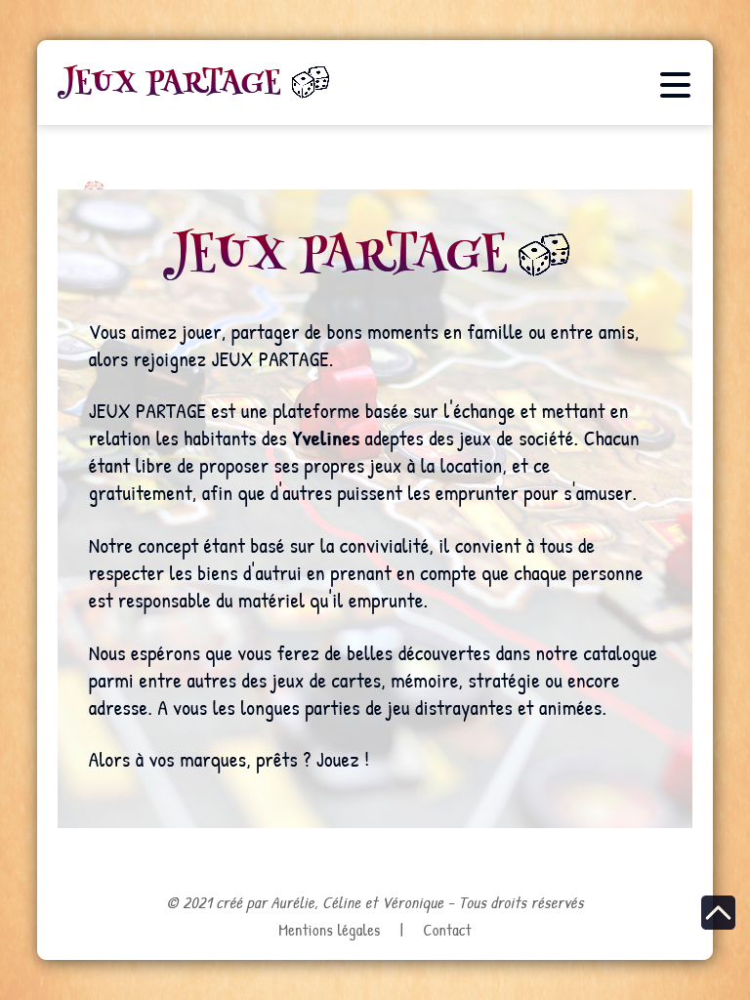 JEUX PARTAGE
JEUX PARTAGE
Vous aimez jouer, partager de bons moments en famille ou entre amis,
alors rejoignez JEUX PARTAGE.
JEUX PARTAGE est une plateforme basée sur l'échange et mettant en
relation les habitants des Yvelines adeptes des jeux de société. Chacun
étant libre de proposer ses propres jeux à la location, et ce
gratuitement, afin que d'autres puissent les emprunter pour s'amuser.
Notre concept étant basé sur la convivialité, il convient à tous de
respecter les biens d'autrui en prenant en compte que chaque personne
est responsable du matériel qu'il emprunte.
Nous espérons que vous ferez de belles découvertes dans notre catalogue
parmi entre autres des jeux de cartes, mémoire, stratégie ou encore
adresse. A vous les longues parties de jeu distrayantes et animées.
Alors à vos marques, prêts ? Jouez !
© 2021 créé par Aurélie, Céline et Véronique - Tous droits réservés
Mentions légales | Contact